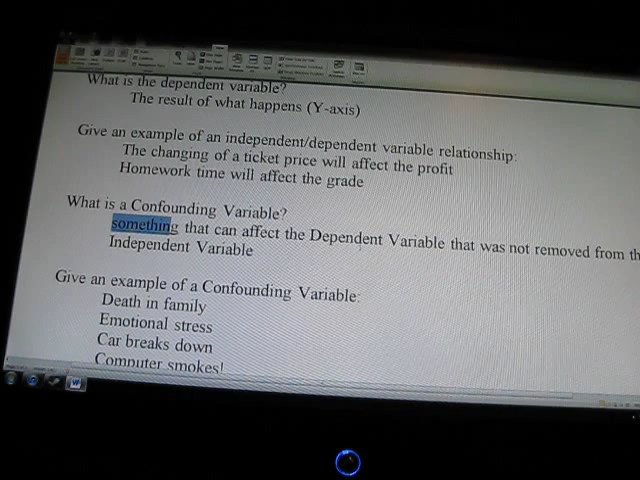 What is the dependent variable?
The result of what happens (Y-axis)
Give an example of an independent/dependent variable relationship:
The changing of a ticket price will affect the profit
Homework time will affect the grade
What is a Confounding Variable?
something that can affect the Dependent Variable that was not removed from th
Independent Variable
Give an example of a Confounding Variable:
Death in family
Emotional stress
Car breaks down
Computer smokes!